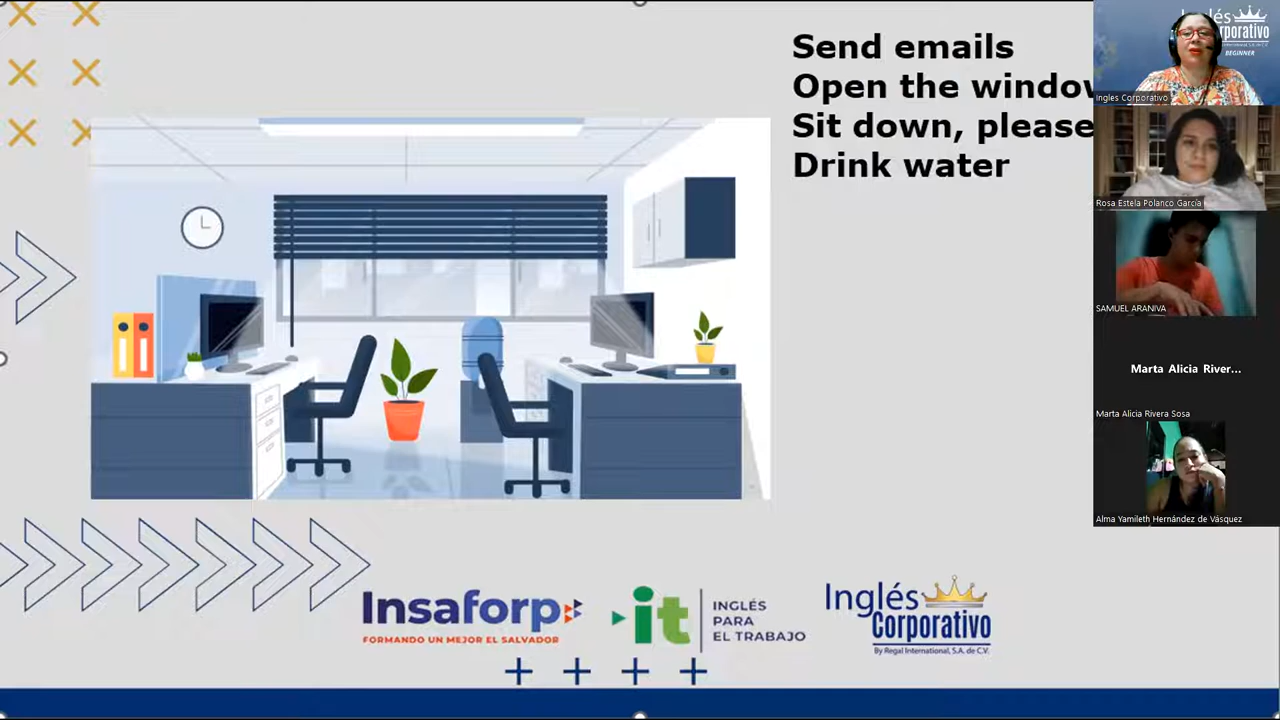 Send emails
Open the window
Sit down, please
Drink water
Inglés
Corporativo
BEGINNER
Ingles Corporativo
Rosa Estela Polanco García
SAMUEL ARANIVA
Marta Alicia River...
Marta Alicia Rivera Sosa
Alma Yamileth Hernández de Vásquez
Insaforp
FORMANDO UN MEJOR EL SALVADOR
it
INGLÉS
PARA
EL TRABAJO
Inglés
Corporativo
By Regal International, S.A. de C.V.